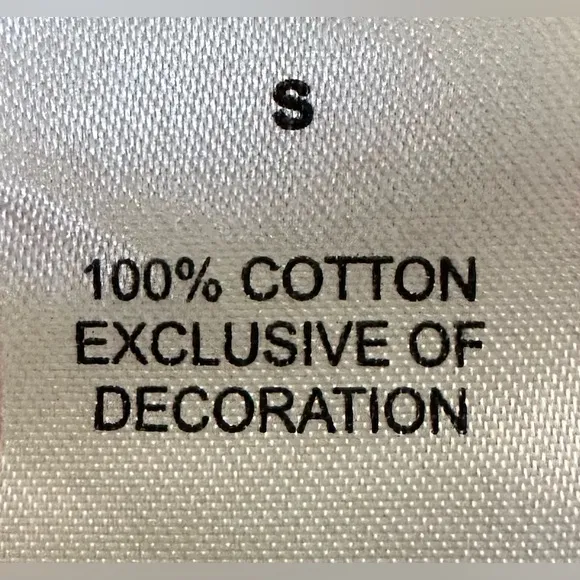 S
100% COTTON
EXCLUSIVE OF
DECORATION